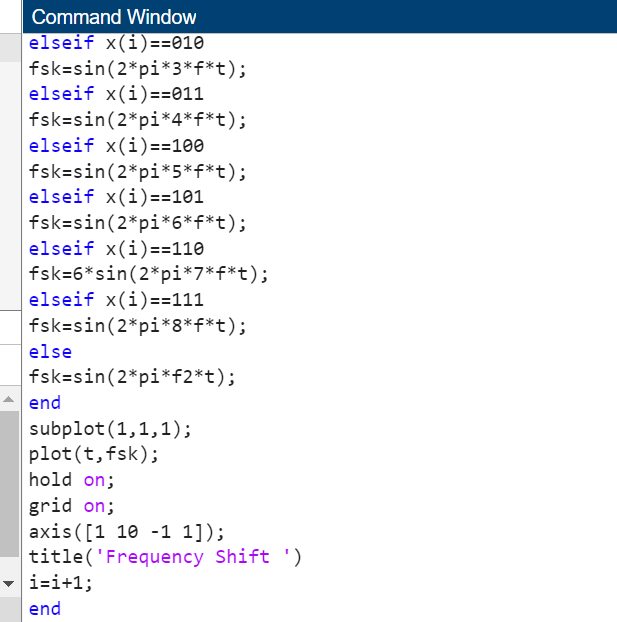 Command Window
elseif x(i)==010
fsk=sin(2*pi*3*f*t);
elseif x(i)==011
fsk=sin(2*pi*4*f*t);
elseif x(i)==100
fsk=sin(2*pi*5*f*t);
elseif x(i)==101
fsk=sin(2*pi*6*f*t);
elseif x(i)==110
fsk=6*sin(2*pi*7*f*t);
elseif x(i)==111
fsk=sin(2*pi*8*f*t);
else
fsk=sin(2*pi*f2*t);
end
subplot(1,1,1);
plot(t,fsk);
hold on;
grid on;
axis([1 10 -1 1]);
title('Frequency Shift ')
i=i+1;
end